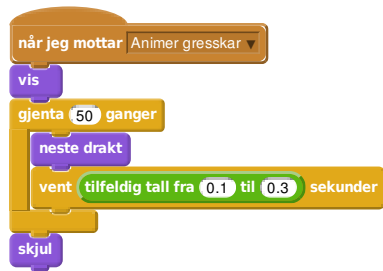 når jeg mottar Animer gresskar
vis
gjenta 50 ganger
neste drakt
vent tilfeldig tall fra 0.1 til 0.3 sekunder
skjul